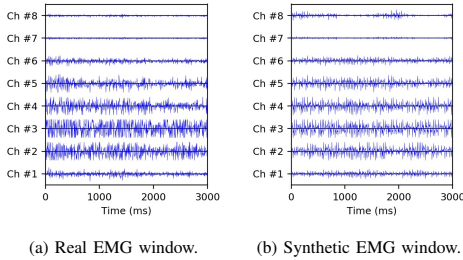 Ch #8
Ch #7
Ch #6
Ch #5
Ch #4
Ch #3
Ch #2
Ch #1
0 1000 2000 3000
Time (ms)
(a) Real EMG window.
Ch #8
Ch #7
Ch #6
Ch #5
Ch #4
Ch #3
Ch #2
Ch #1
0 1000 2000 3000
Time (ms)
(b) Synthetic EMG window.